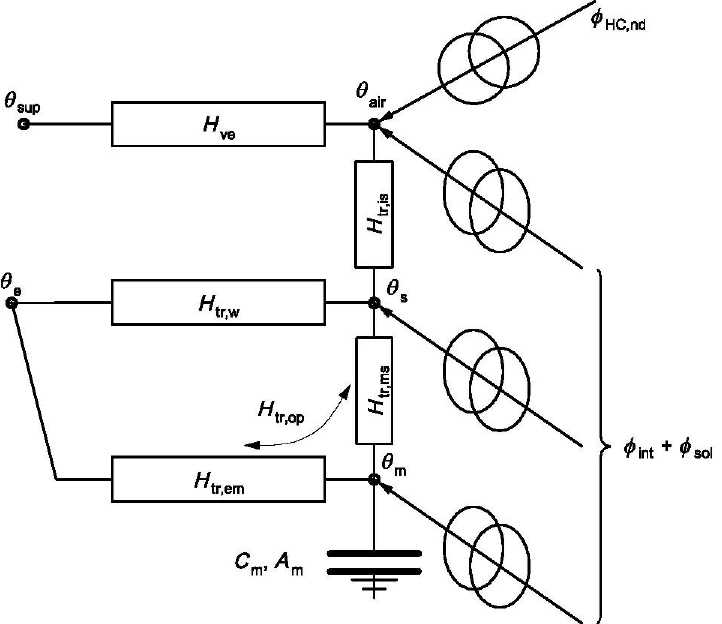 ϕHC,nd
θsup
θair
Hve
Htr,is
θe
θs
Htr,w
Htr,ms
Htr,op
ϕint + ϕsol
θm
Htr,em
Cm, Am